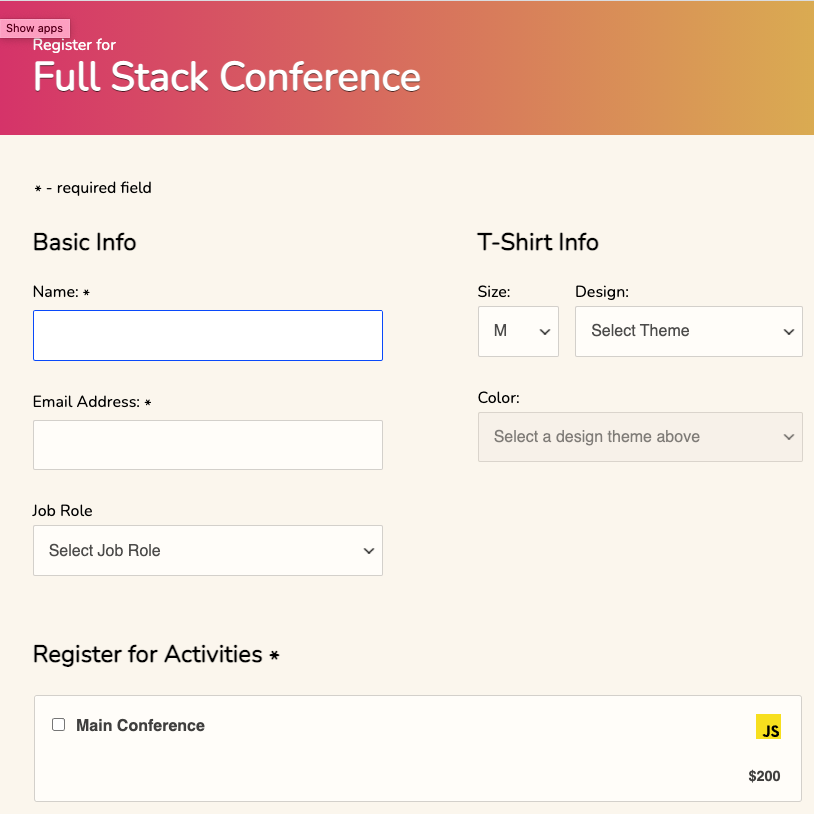 Show apps
Register for
Full Stack Conference
* - required field
Basic Info
Name: *
Email Address: *
Job Role
Select Job Role
T-Shirt Info
Size:
M
Design:
Select Theme
Color:
Select a design theme above
Register for Activities *
Main Conference
JS
$200